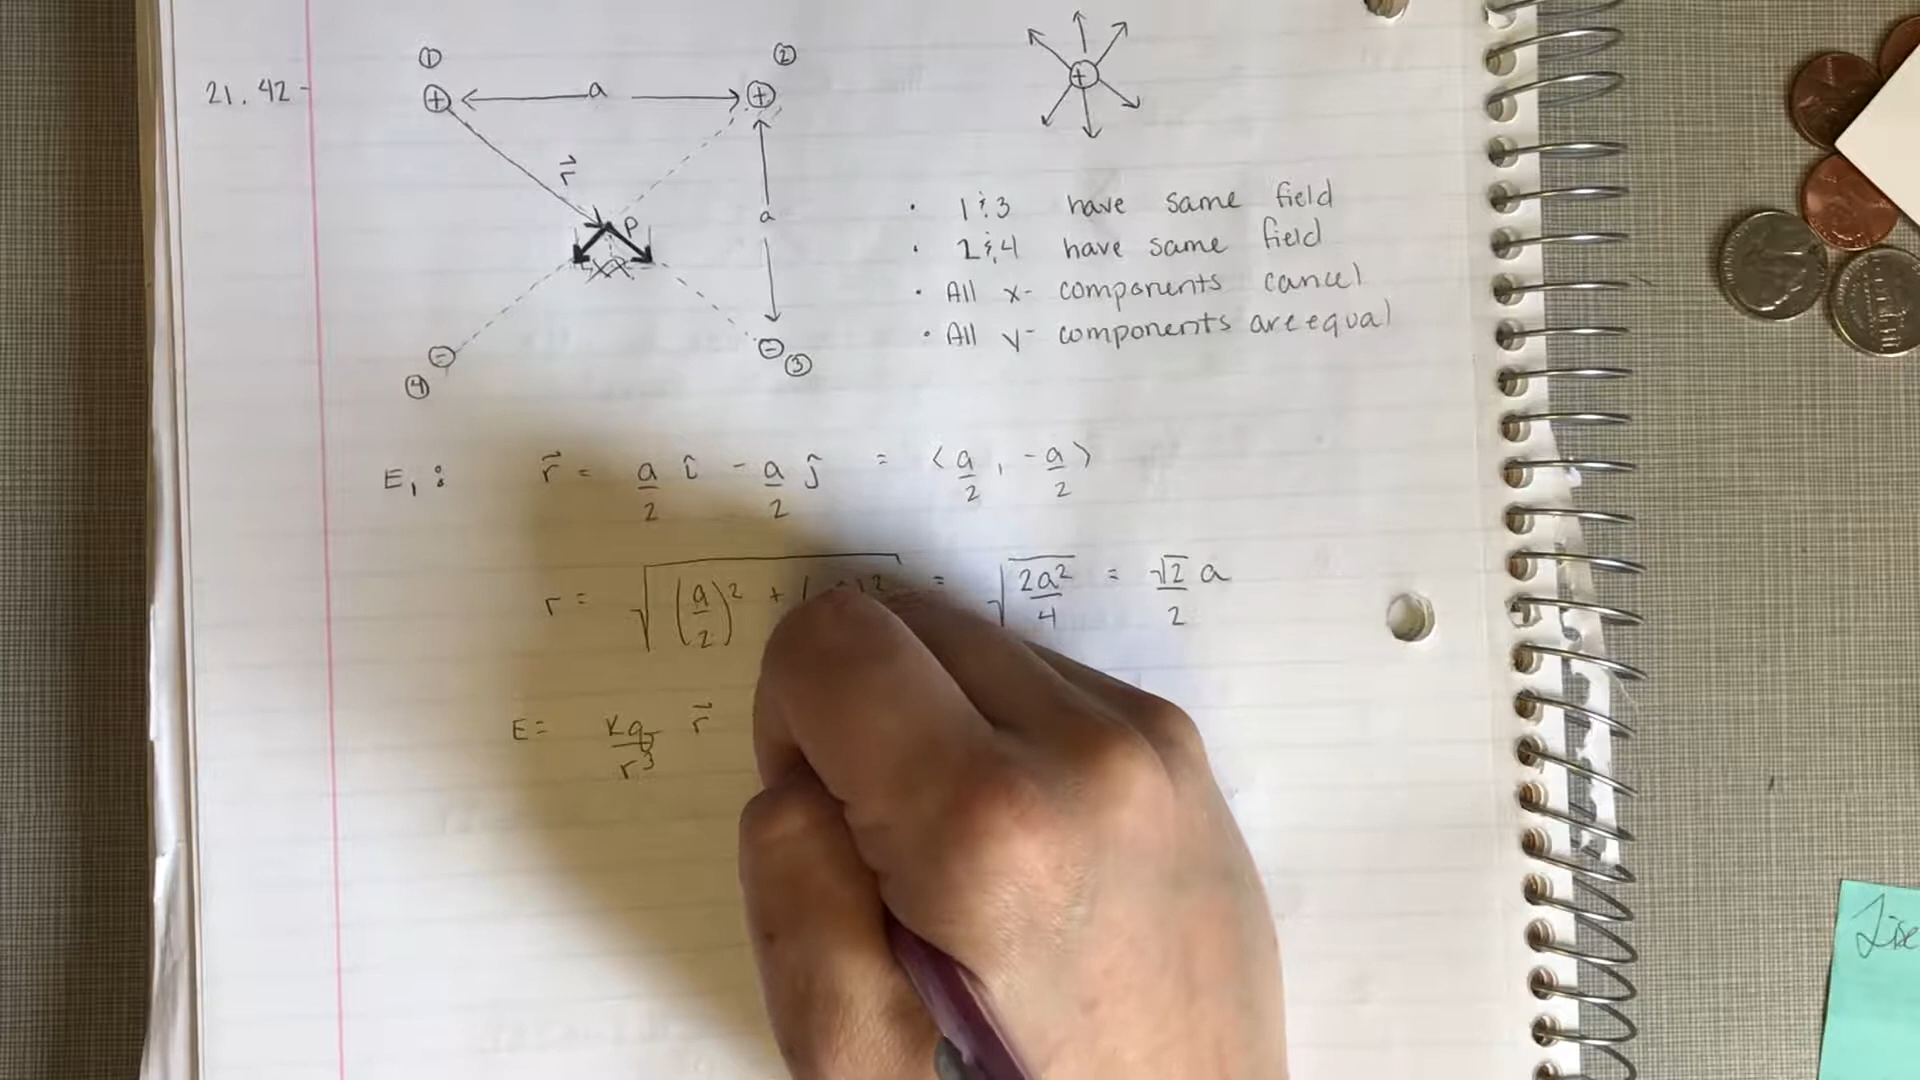 ① ②
21.42- ⊕ a ⊕
+
r⃗
• 1 & 3 have same field
a
P
• 2 & 4 have same field
• All x- components cancel
• All y- components are equal
⊖ ⊖ ③
④
E₁ : r⃗ = a/2 î - a/2 ĵ = ⟨a/2, -a/2⟩
r = √(a/2)² + ( )² = √2a²/4 = √2/2 a
E = kq/r³ r⃗